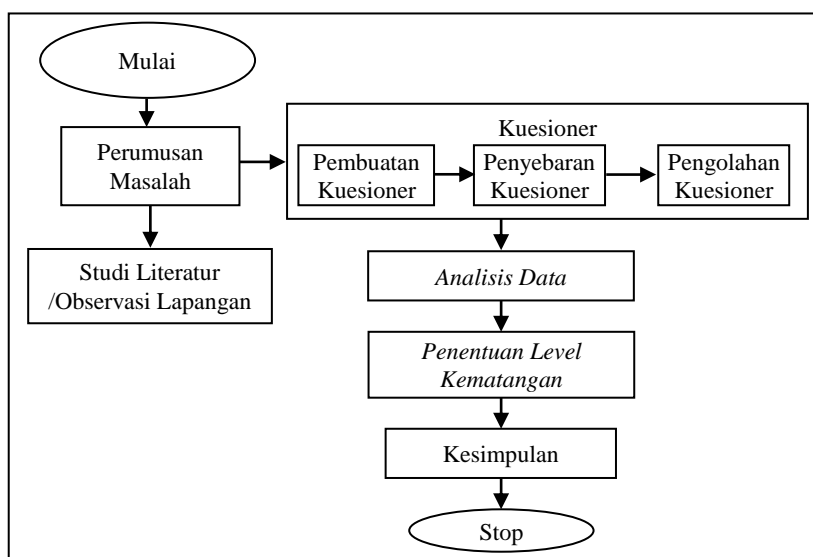 Mulai
Perumusan
Masalah
Studi Literatur
/Observasi Lapangan
Kuesioner
Pembuatan
Kuesioner
Penyebaran
Kuesioner
Pengolahan
Kuesioner
Analisis Data
Penentuan Level
Kematangan
Kesimpulan
Stop